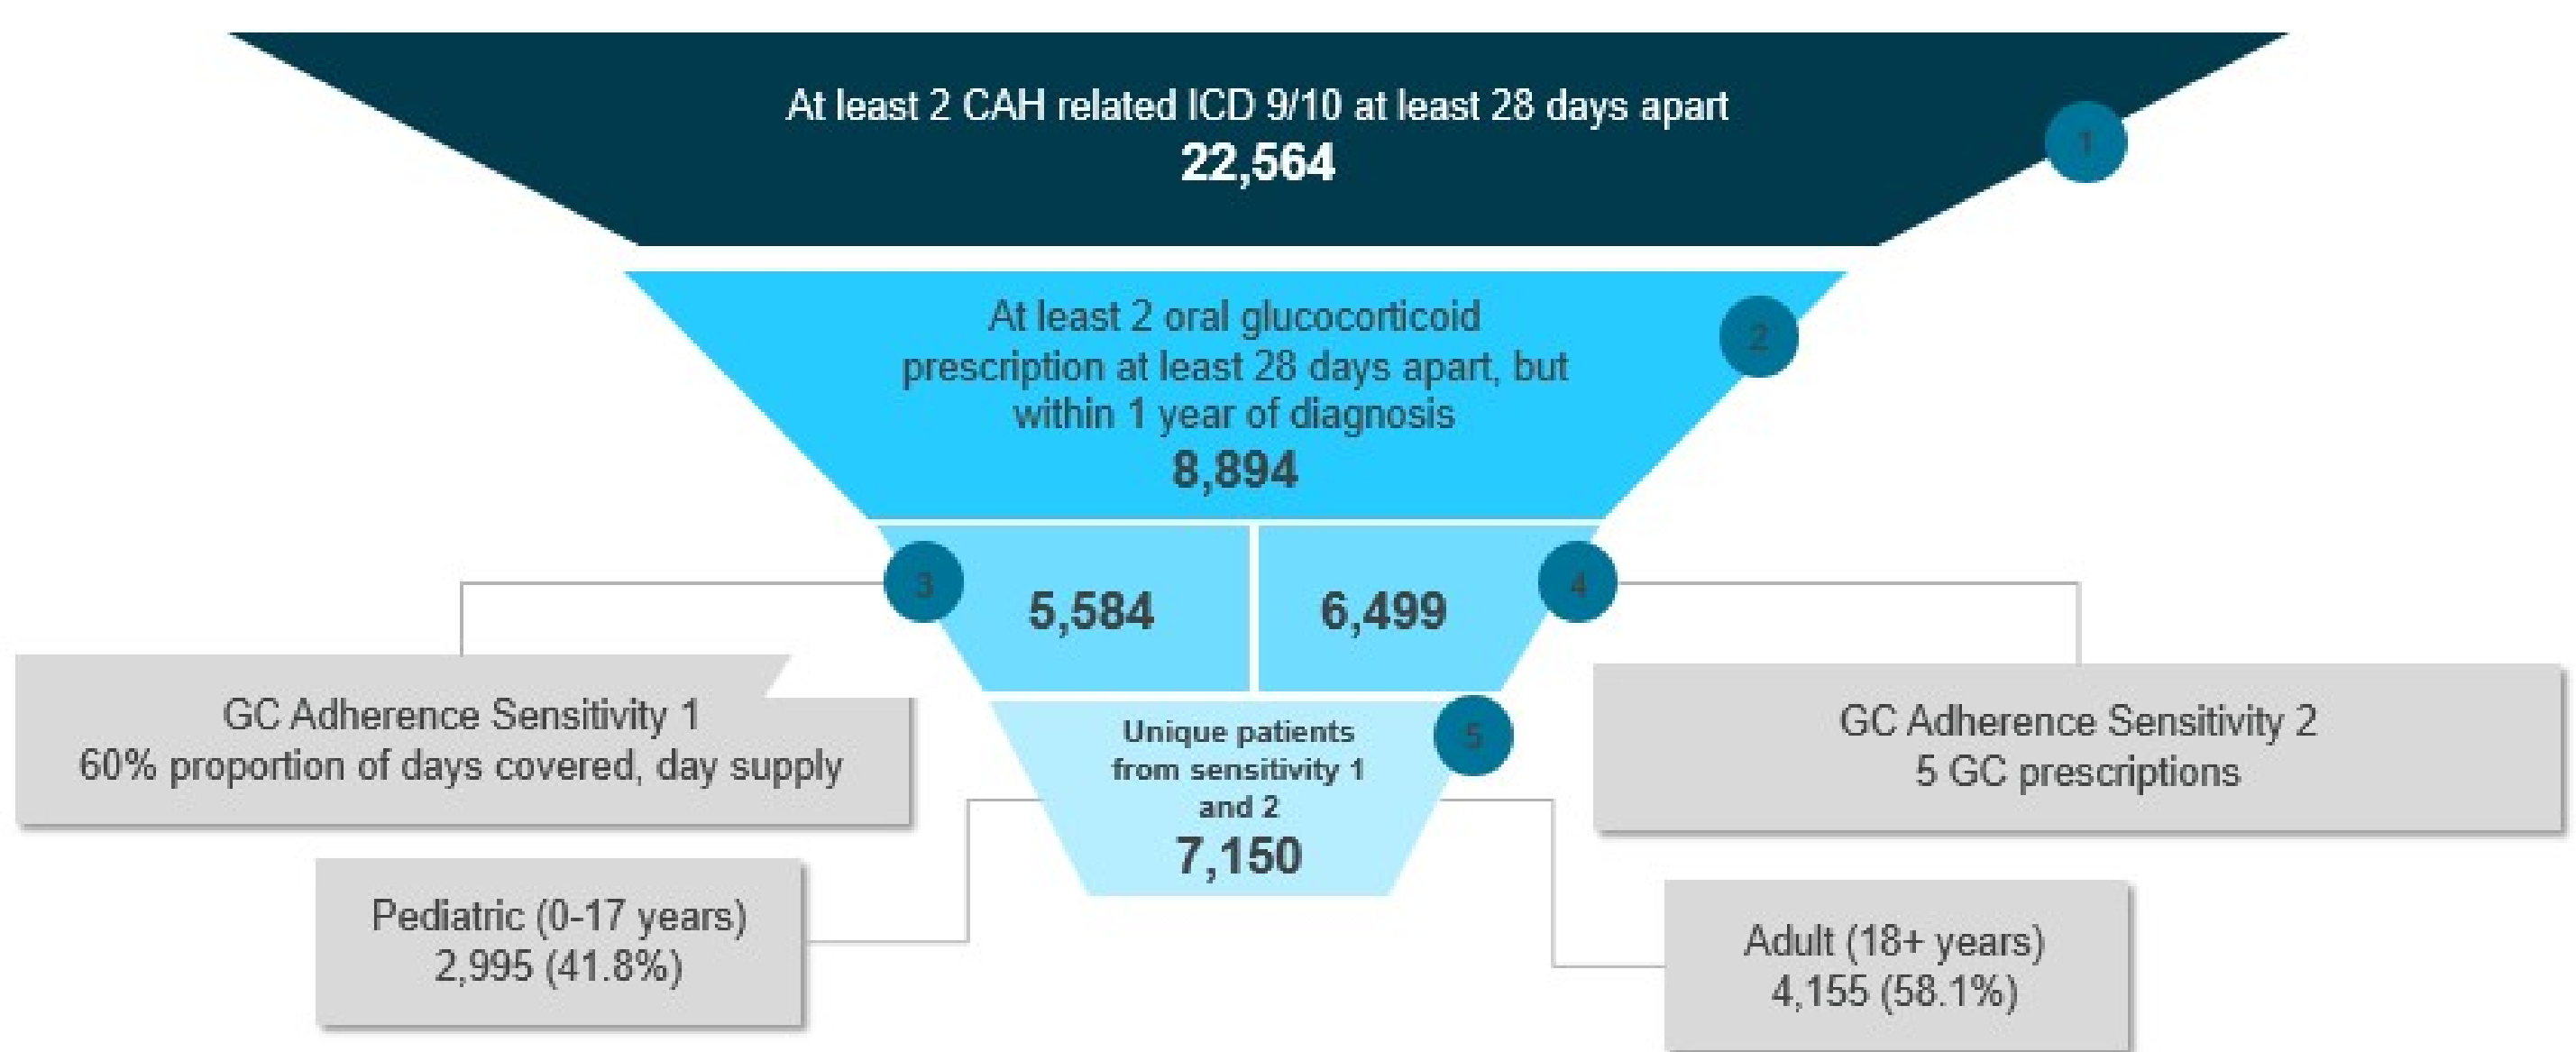 At least 2 CAH related ICD 9/10 at least 28 days apart
22,564
1
At least 2 oral glucocorticoid
prescription at least 28 days apart, but
within 1 year of diagnosis
8,894
2
3
5,584
6,499
4
GC Adherence Sensitivity 1
60% proportion of days covered, day supply
GC Adherence Sensitivity 2
5 GC prescriptions
Unique patients
from sensitivity 1
and 2
7,150
5
Pediatric (0-17 years)
2,995 (41.8%)
Adult (18+ years)
4,155 (58.1%)